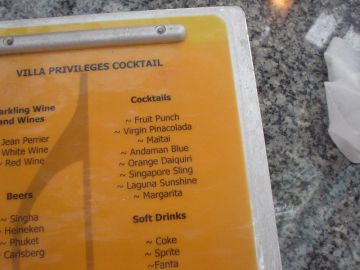 VILLA PRIVILEGES COCKTAIL
arkling Wine
and Wines
Jean Perrier
White Wine
~ Red Wine
Beers
~ Singha
~ Heineken
~ Phuket
Carlsberg
Cocktails
~ Fruit Punch
~ Virgin Pinacolada
~ Maitai
~ Andaman Blue
~ Orange Daiquiri
~ Singapore Sling
~ Laguna Sunshine
~ Margarita
Soft Drinks
~ Coke
~ Sprite
~Fanta